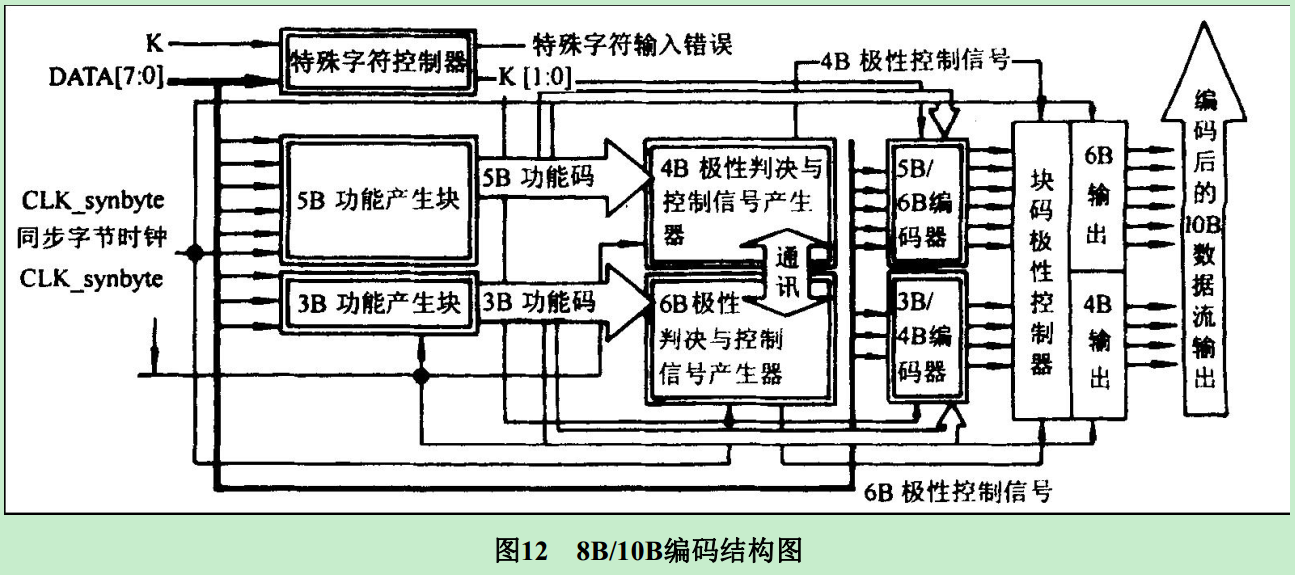 K
DATA[7:0]
特殊字符控制器
特殊字符输入错误
K [1:0]
4B 极性控制信号
CLK_synbyte
同步字节时钟
CLK_synbyte
5B 功能产生块
5B 功能码
3B 功能产生块
3B 功能码
4B 极性判决与
控制信号产生
器
通
讯
6B极性
判决与控制
信号产生器
5B/
6B编
码器
3B/
4B编
码器
块
码
极
性
控
制
器
6B
输
出
4B
输
出
编
码
后
的
10B
数
据
流
输
出
6B 极性控制信号
图12 8B/10B编码结构图